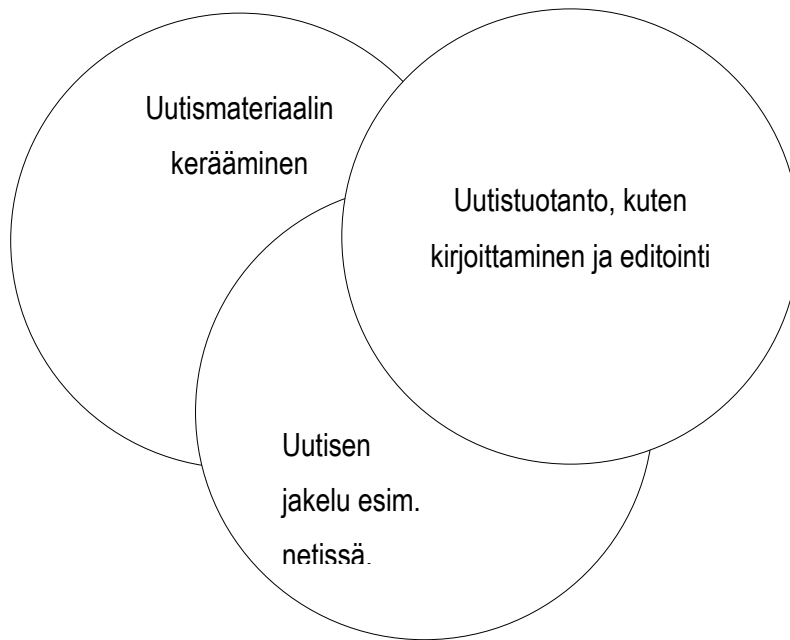 Uutismateriaalin
kerääminen
Uutistuotanto, kuten
kirjoittaminen ja editointi
Uutisen
jakelu esim.
netissä.